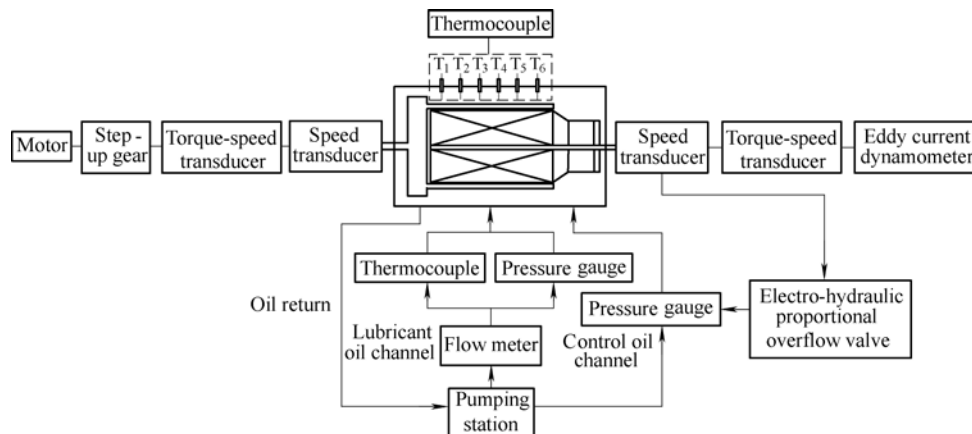 Thermocouple
T1 T2 T3 T4 T5 T6
Motor
Step-
up gear
Torque-speed
transducer
Speed
transducer
Speed
transducer
Torque-speed
transducer
Eddy current
dynamometer
Thermocouple
Pressure gauge
Oil return
Lubricant
oil channel
Flow meter
Control oil
channel
Pressure gauge
Electro-hydraulic
proportional
overflow valve
Pumping
station